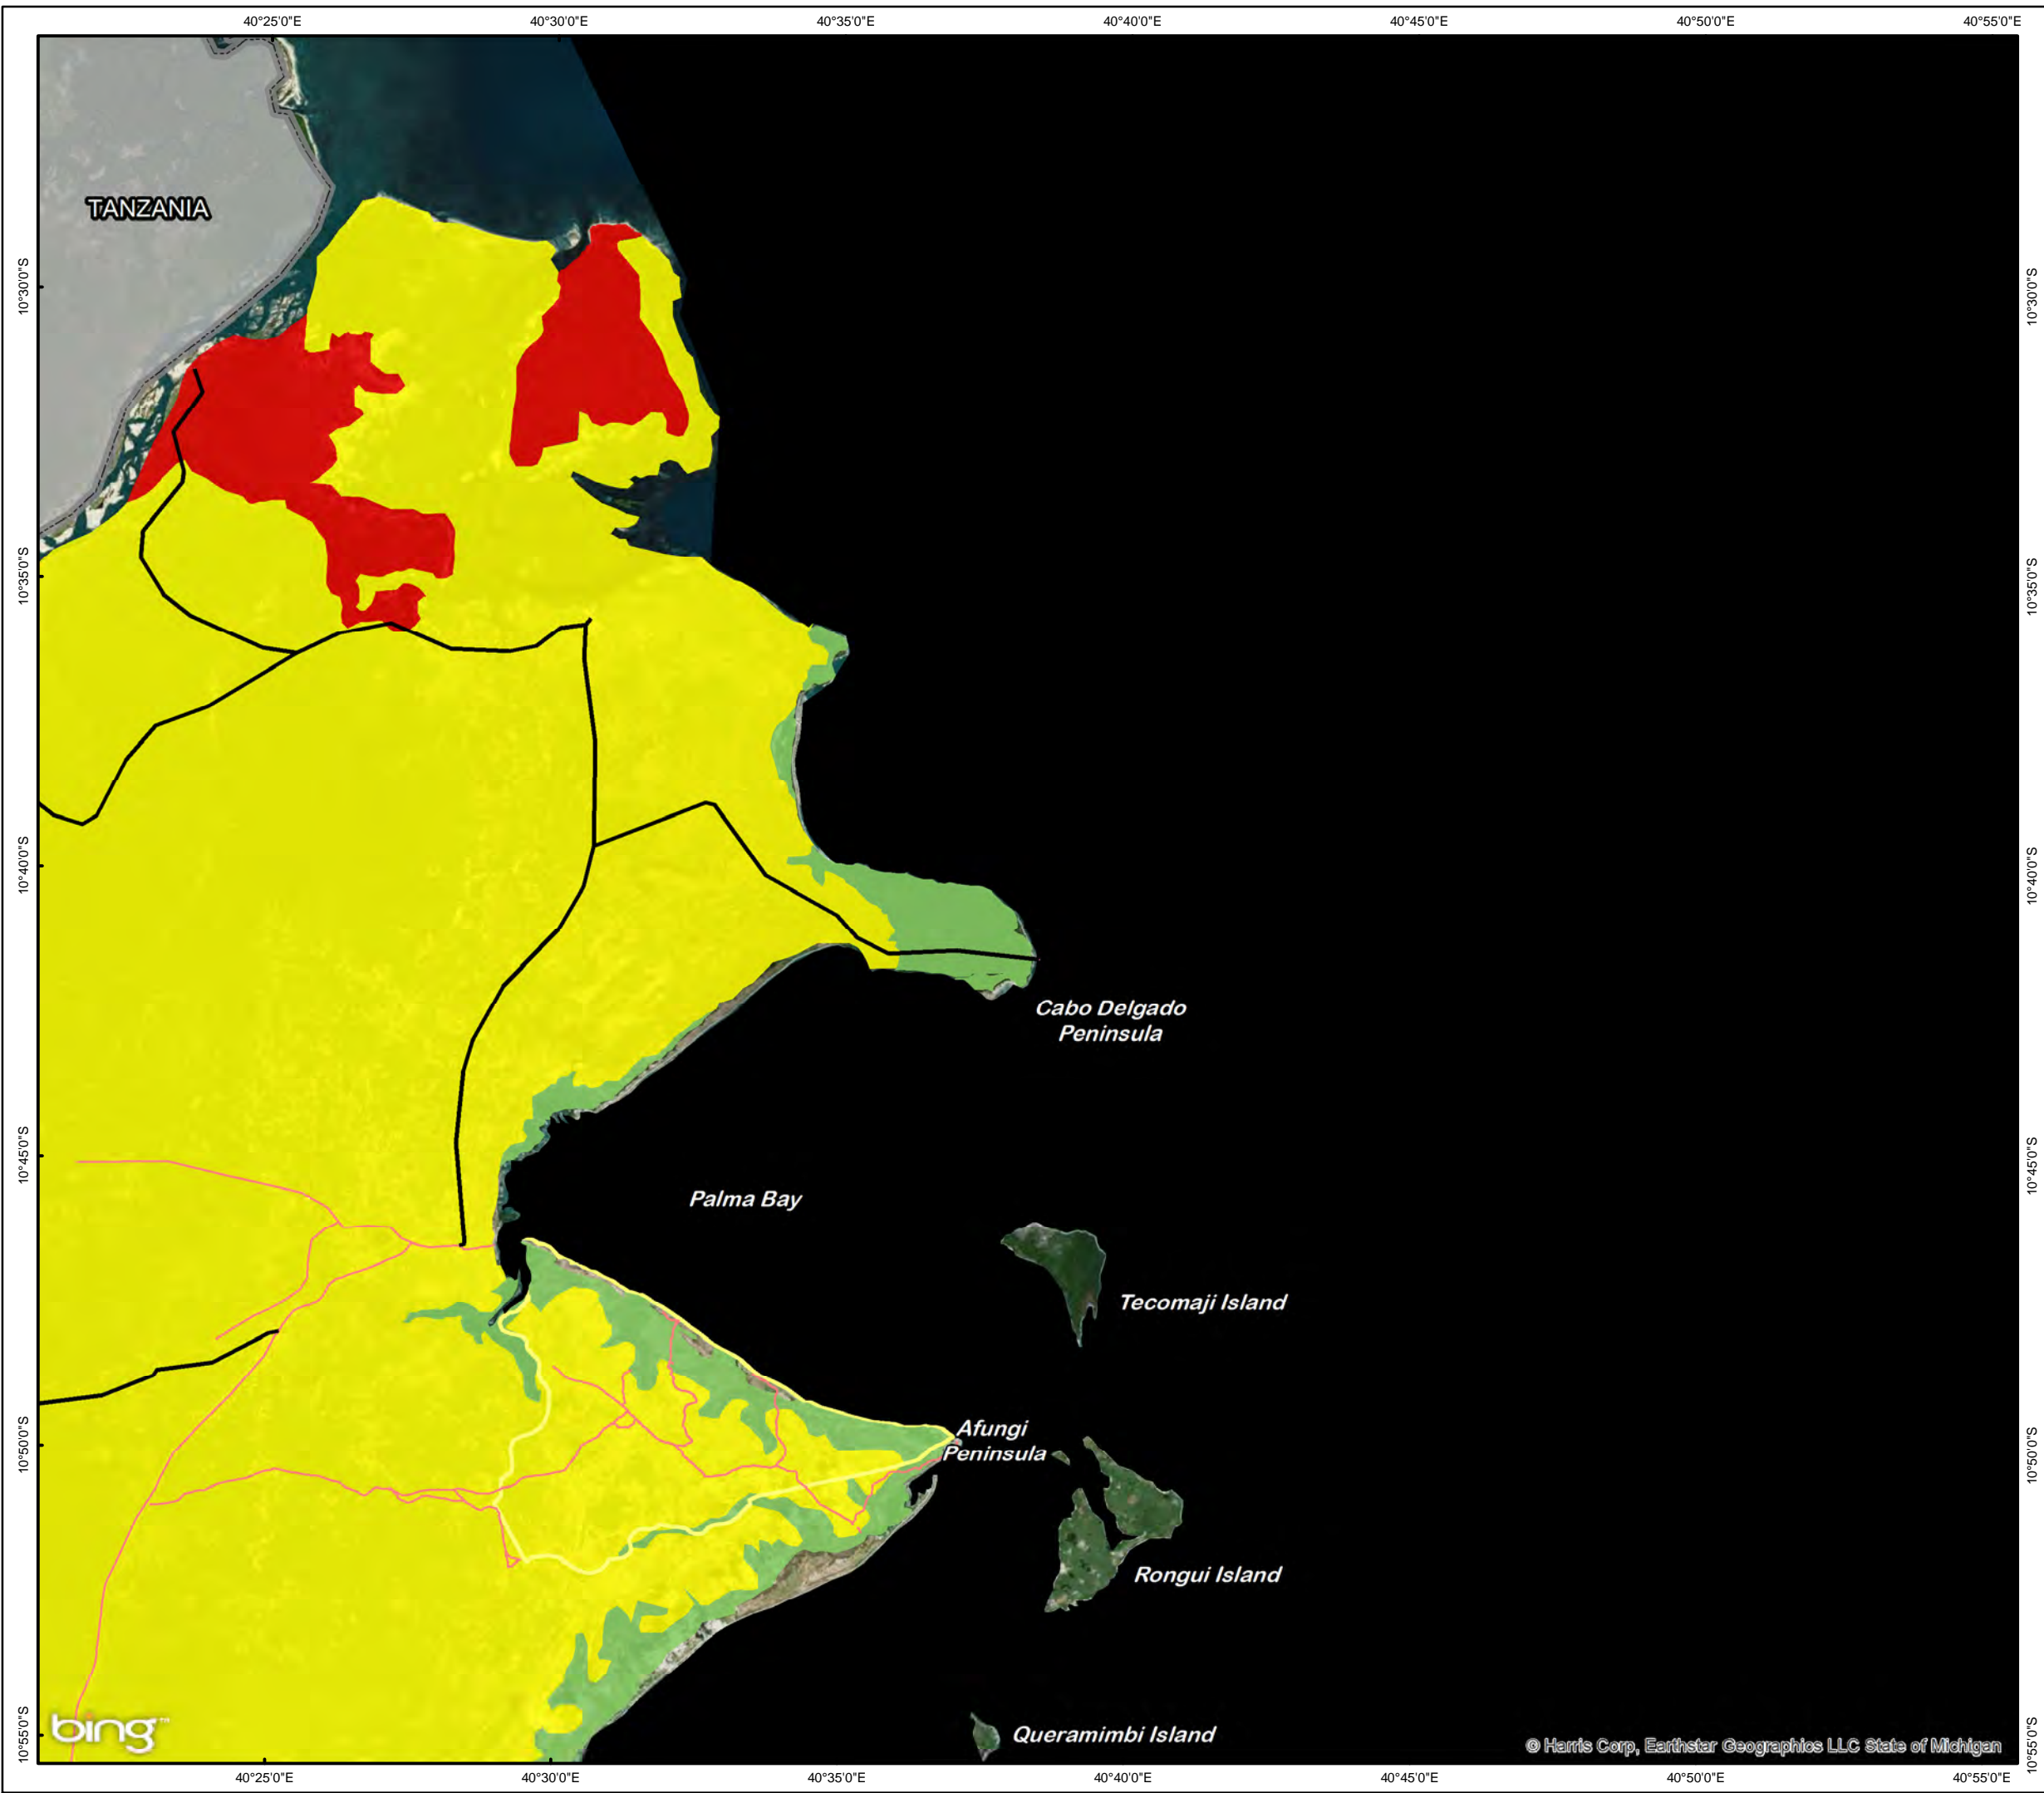 40°25'0"E 40°30'0"E 40°35'0"E 40°40'0"E 40°45'0"E 40°50'0"E 40°55'0"E
TANZANIA
10°30'0"S 10°30'0"S
10°35'0"S 10°35'0"S
10°40'0"S 10°40'0"S
Cabo Delgado
Peninsula
10°45'0"S 10°45'0"S
Palma Bay
Tecomaji Island
Afungi
Peninsula
10°50'0"S 10°50'0"S
Rongui Island
bing™
Queramimbi Island
10°55'0"S 10°55'0"S
© Harris Corp, Earthstar Geographics LLC State of Michigan
40°25'0"E 40°30'0"E 40°35'0"E 40°40'0"E 40°45'0"E 40°50'0"E 40°55'0"E